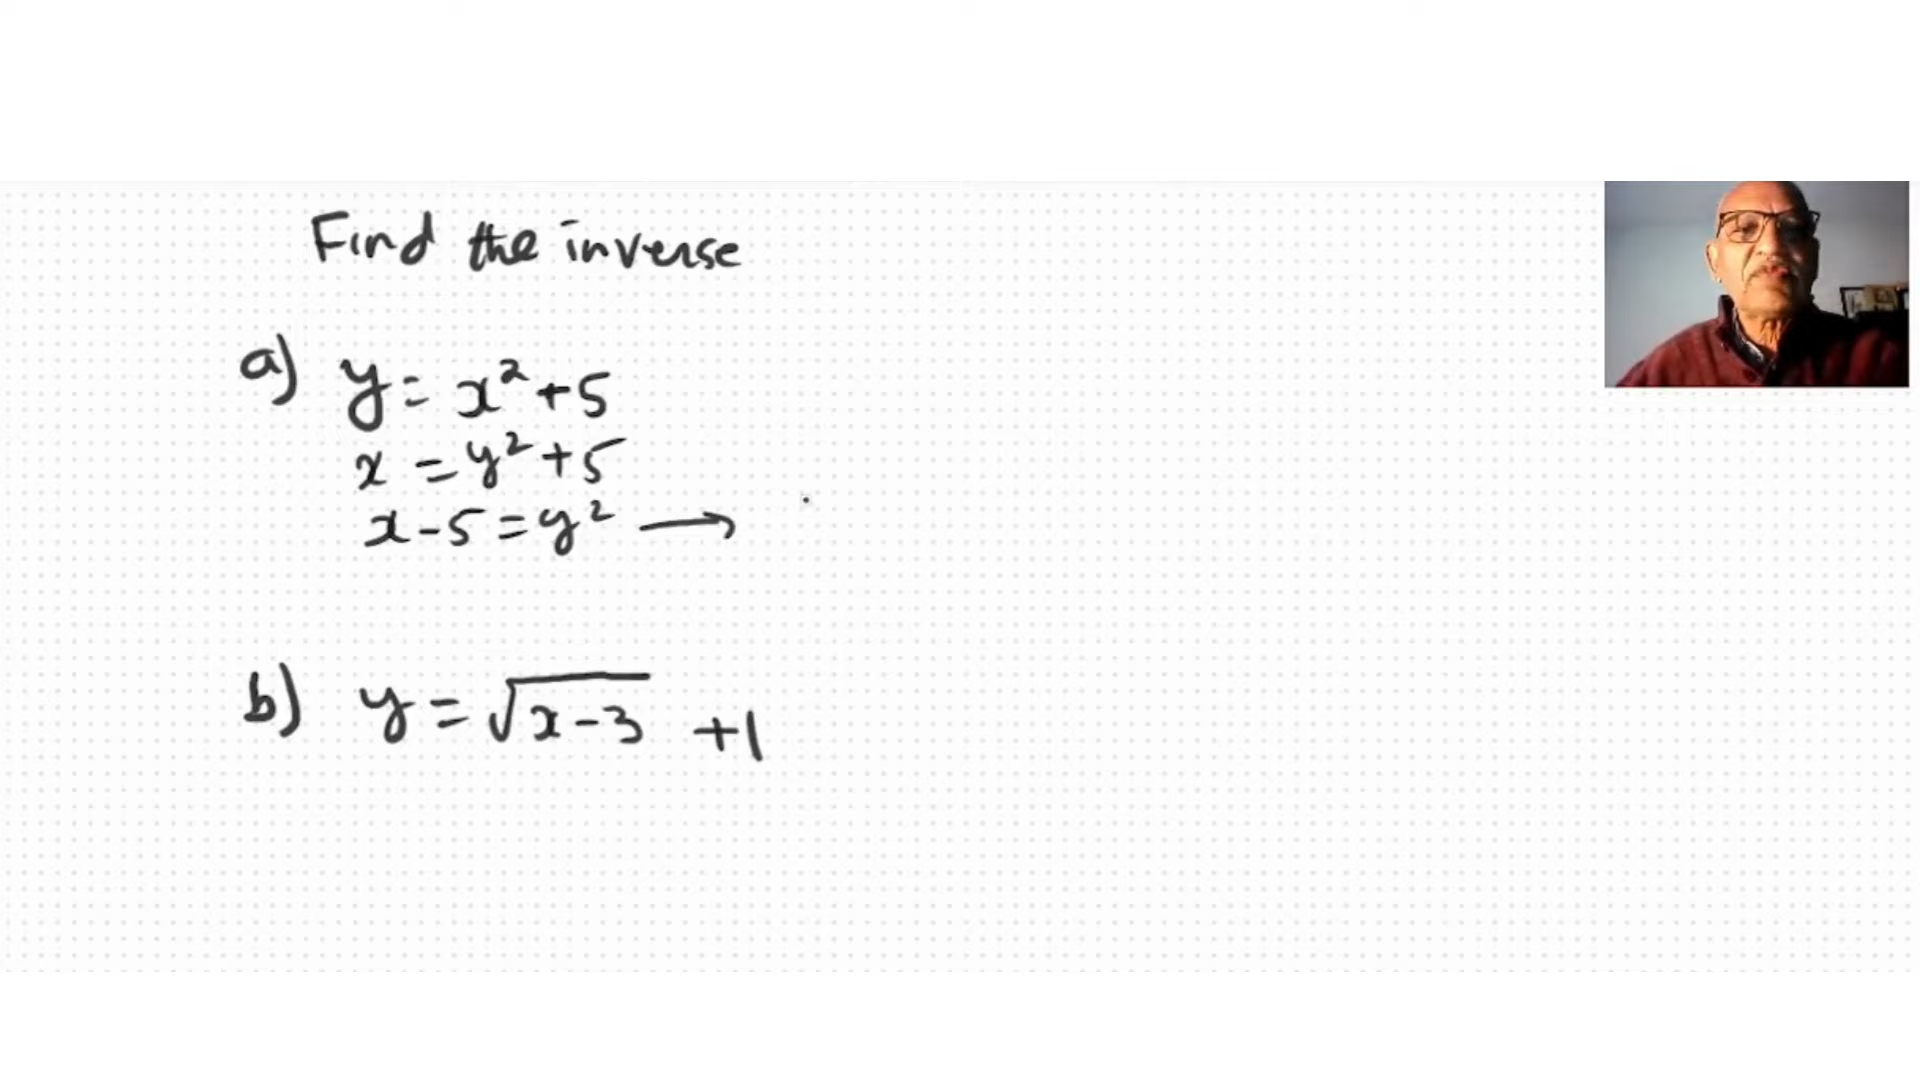 Find the inverse
a) y = x² + 5
x = y² + 5
x - 5 = y² ⟶
b) y = √(x - 3) + 1